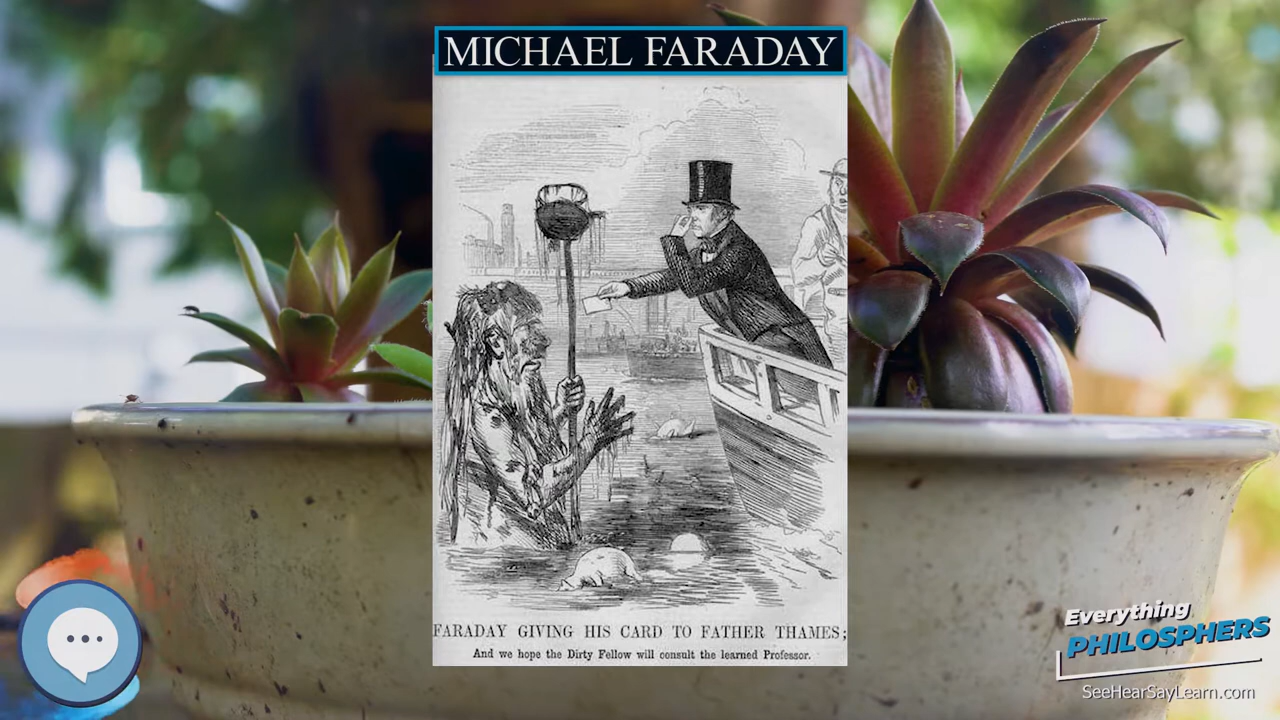 MICHAEL FARADAY
FARADAY GIVING HIS CARD TO FATHER THAMES;
And we hope the Dirty Fellow will consult the learned Professor.
Everything
PHILOSPHERS
SeeHearSayLearn.com